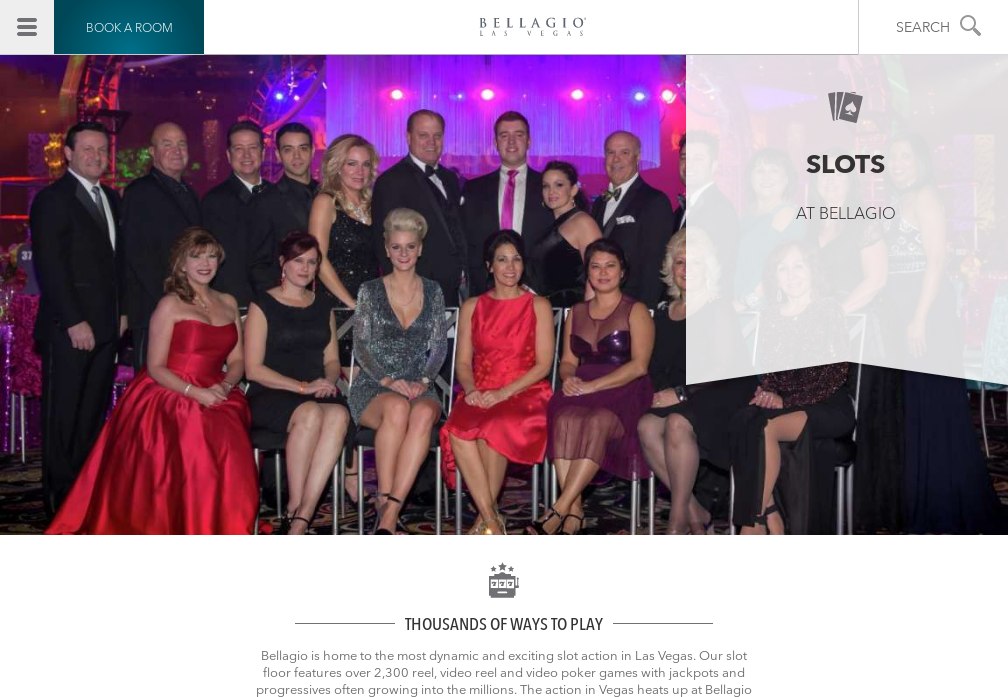 BOOK A ROOM
BELLAGIO
LAS VEGAS
SEARCH
SLOTS
AT BELLAGIO
37
THOUSANDS OF WAYS TO PLAY
Bellagio is home to the most dynamic and exciting slot action in Las Vegas. Our slot
floor features over 2,300 reel, video reel and video poker games with jackpots and
progressives often growing into the millions. The action in Vegas heats up at Bellagio